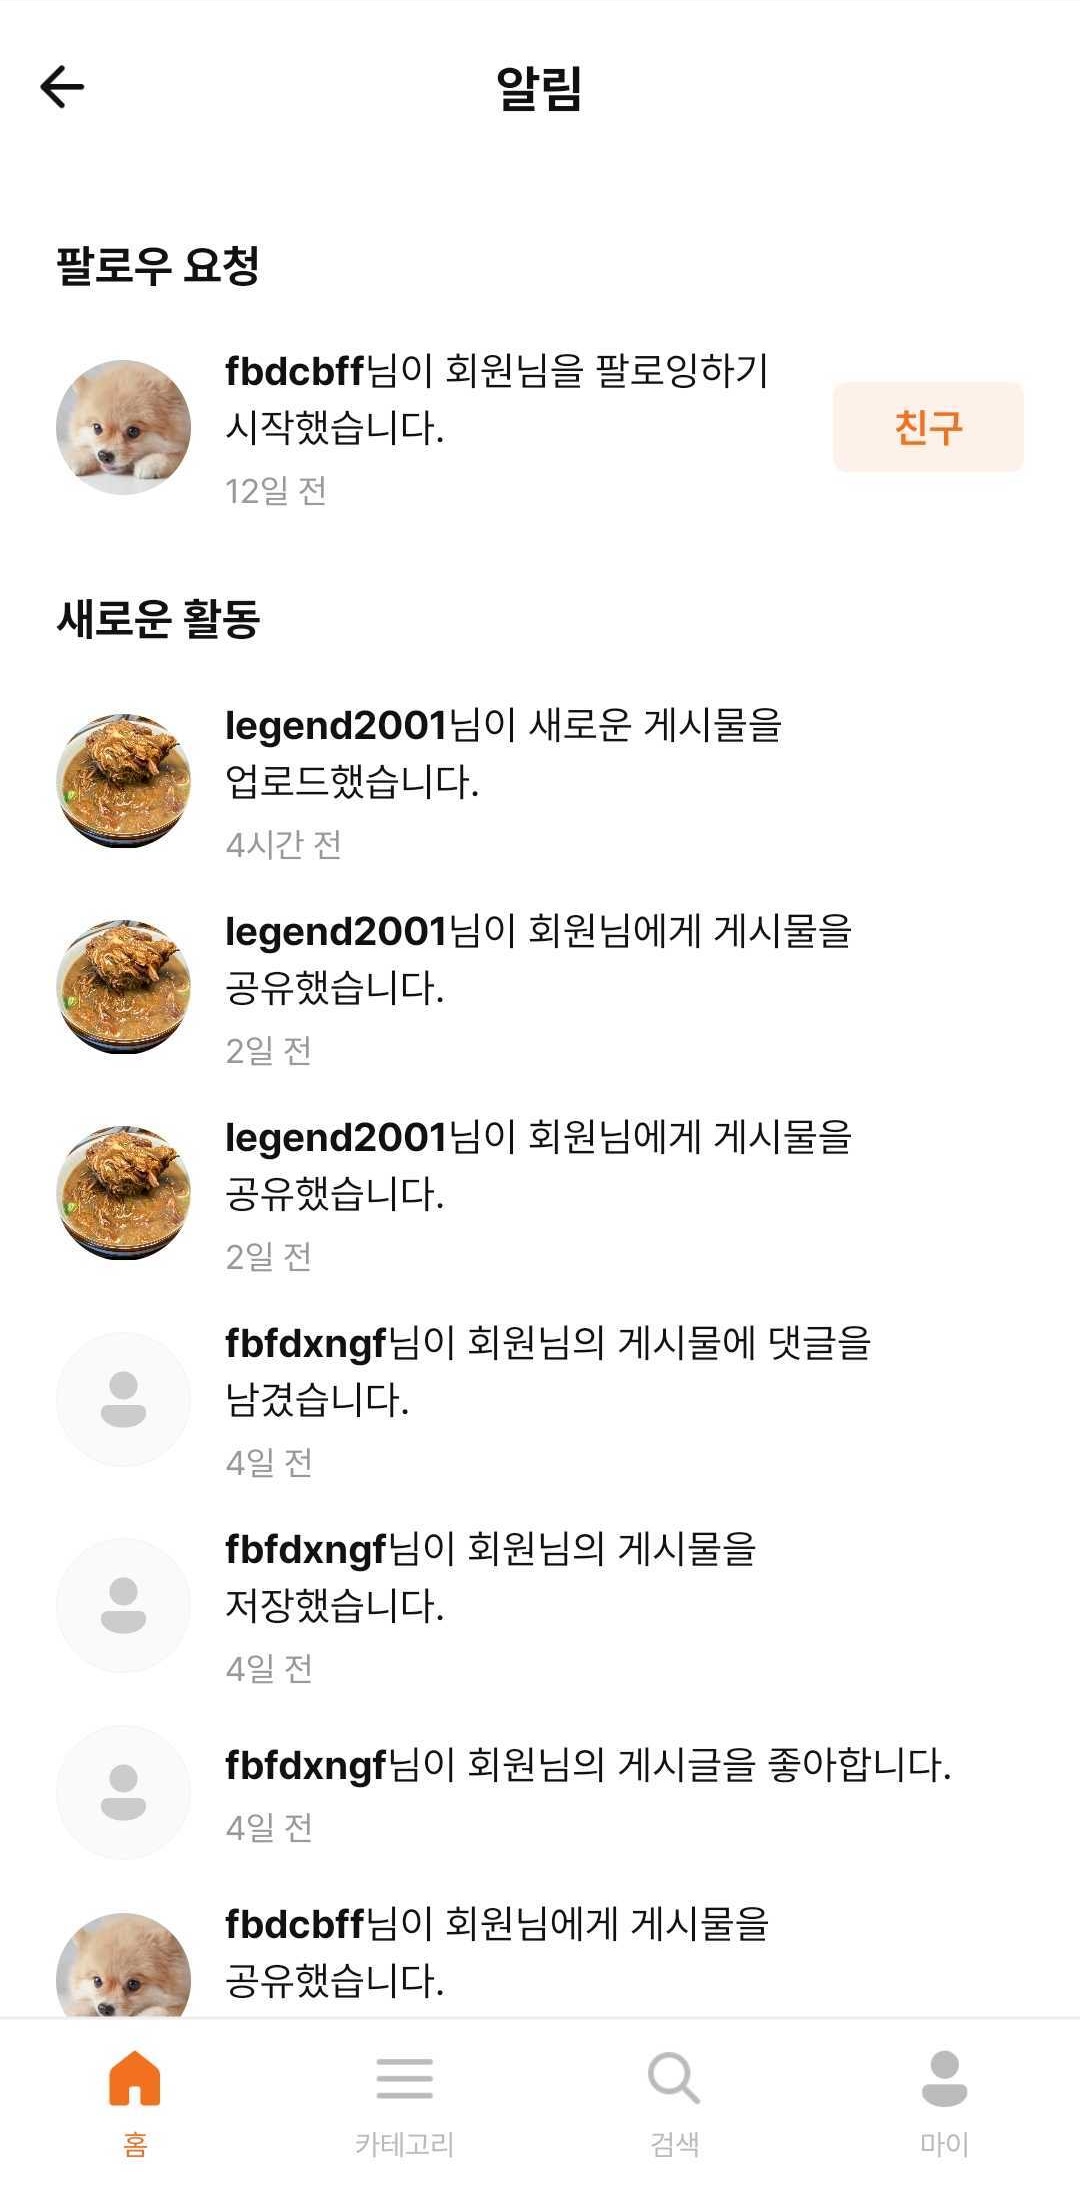 알림
팔로우 요청
fbdcbff님이 회원님을 팔로잉하기
시작했습니다.
12일 전
친구
새로운 활동
legend2001님이 새로운 게시물을
업로드했습니다.
4시간 전
legend2001님이 회원님에게 게시물을
공유했습니다.
2일 전
legend2001님이 회원님에게 게시물을
공유했습니다.
2일 전
fbfdxngf님이 회원님의 게시물에 댓글을
남겼습니다.
4일 전
fbfdxngf님이 회원님의 게시물을
저장했습니다.
4일 전
fbfdxngf님이 회원님의 게시글을 좋아합니다.
4일 전
fbdcbff님이 회원님에게 게시물을
공유했습니다.
홈
카테고리
검색
마이